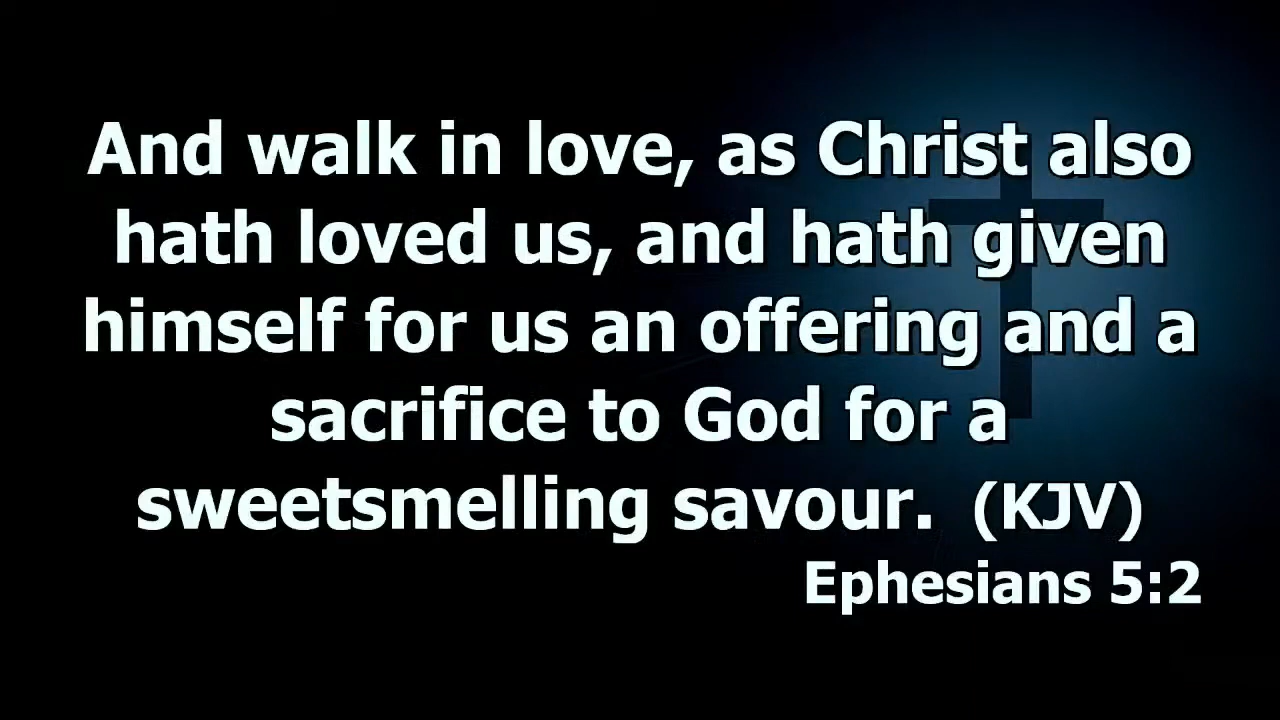 And walk in love, as Christ also
hath loved us, and hath given
himself for us an offering and a
sacrifice to God for a
sweetsmelling savour.  (KJV)
Ephesians 5:2